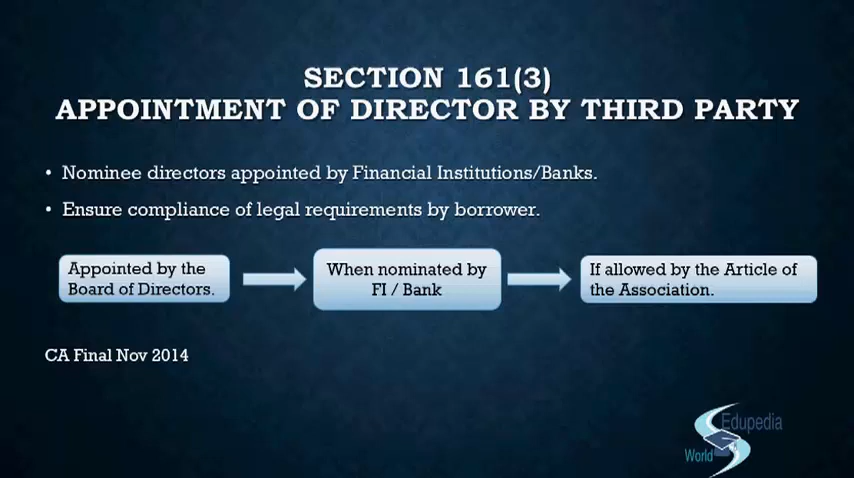 SECTION 161(3)
APPOINTMENT OF DIRECTOR BY THIRD PARTY
• Nominee directors appointed by Financial Institutions/Banks.
• Ensure compliance of legal requirements by borrower.
Appointed by the
Board of Directors.
When nominated by
FI / Bank
If allowed by the Article of
the Association.
CA Final Nov 2014
Edupedia
World